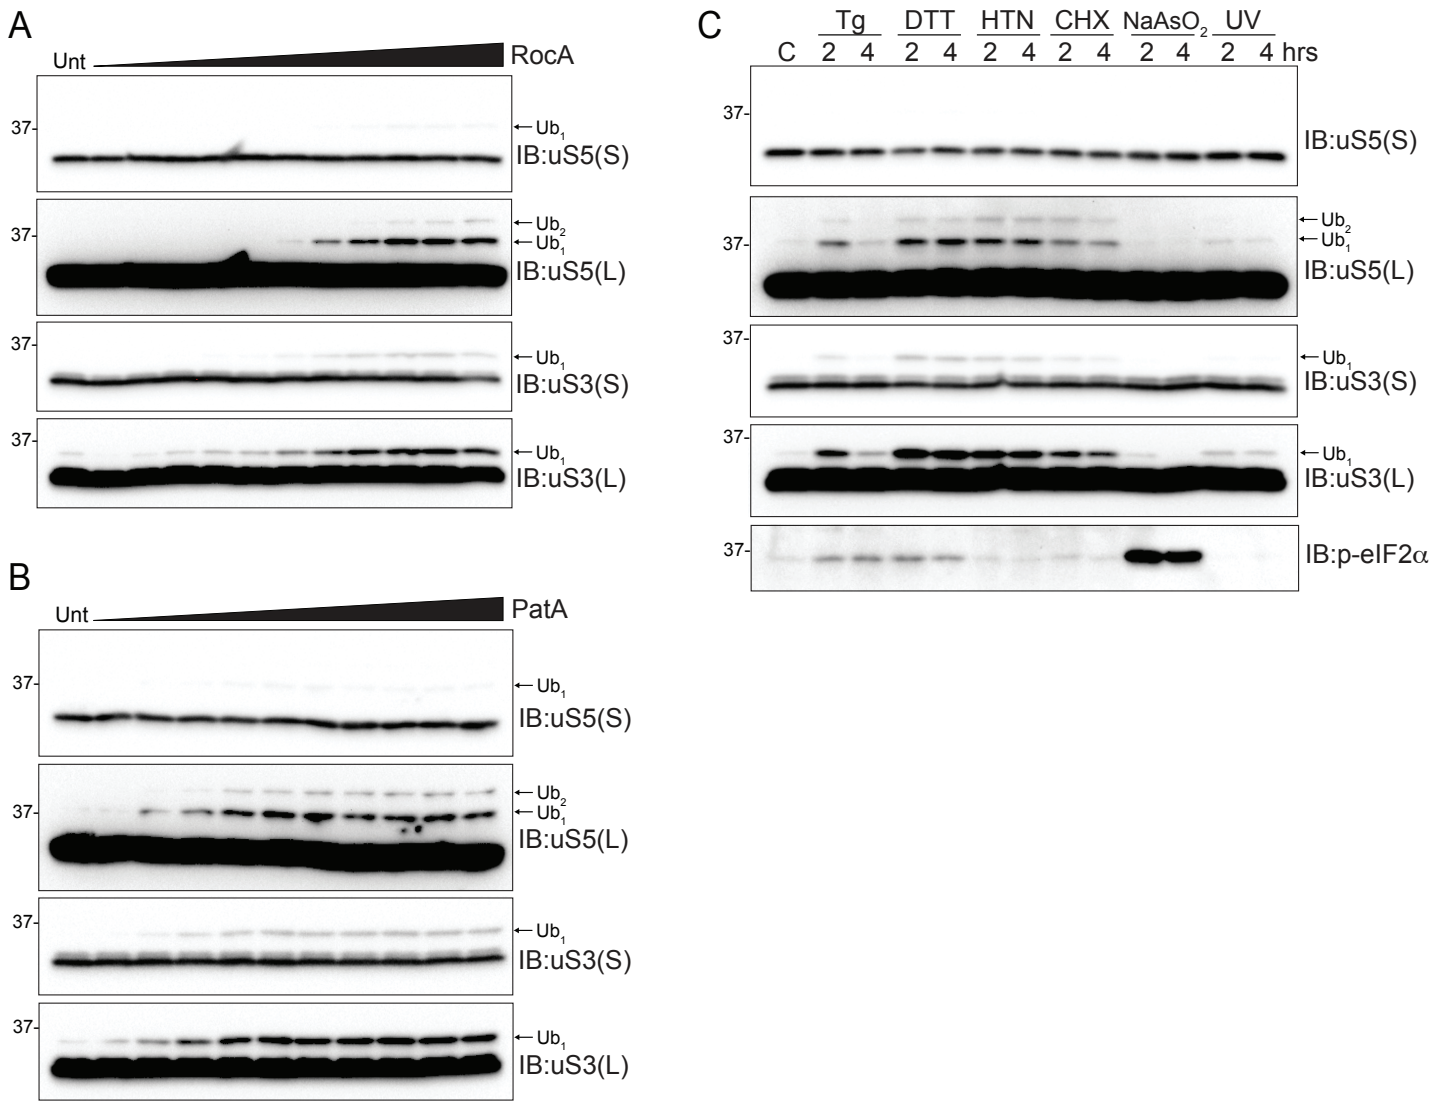 A
Unt
RocA
37-
←Ub1
IB:uS5(S)
37-
←Ub2
←Ub1
IB:uS5(L)
37-
←Ub1
IB:uS3(S)
37-
←Ub1
IB:uS3(L)
B
Unt
PatA
37-
←Ub1
IB:uS5(S)
37-
←Ub2
←Ub1
IB:uS5(L)
37-
←Ub1
IB:uS3(S)
37-
←Ub1
IB:uS3(L)
C
Tg DTT HTN CHX NaAsO2 UV
C 2 4 2 4 2 4 2 4 2 4 2 4 hrs
37-
IB:uS5(S)
←Ub2
37-
←Ub1
IB:uS5(L)
37-
←Ub1
IB:uS3(S)
37-
←Ub1
IB:uS3(L)
37-
IB:p-eIF2α